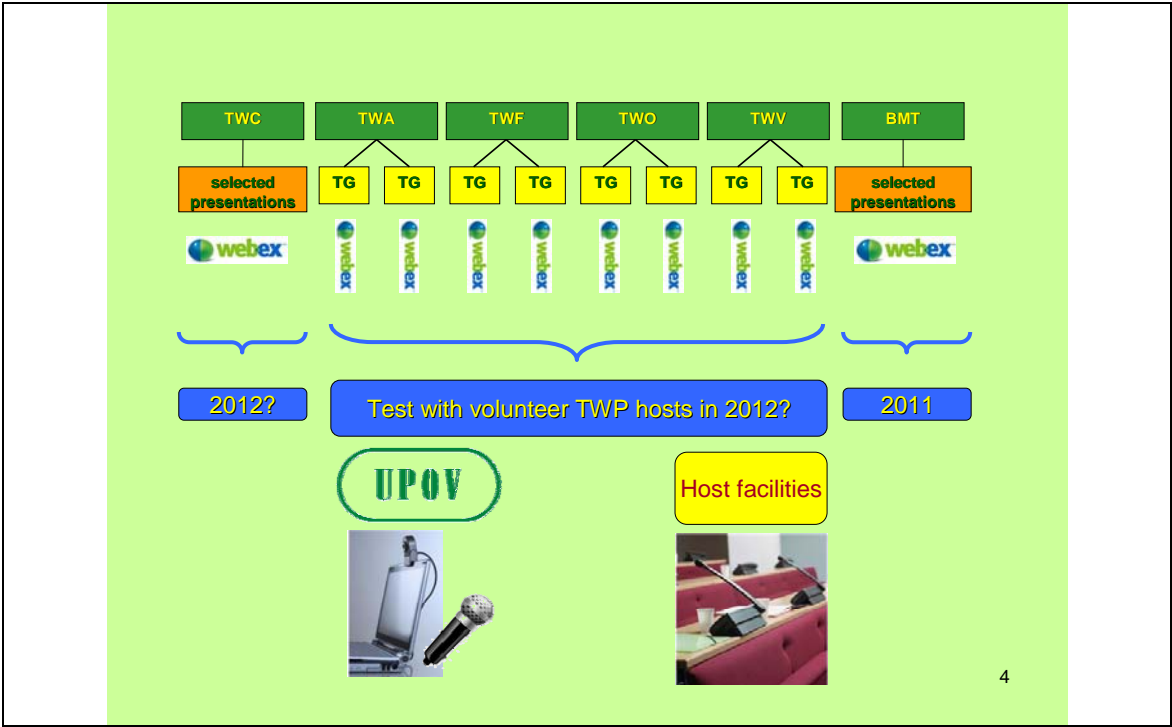 TWC TWA TWF TWO TWV BMT
selected
presentations
TG TG TG TG TG TG TG TG
selected
presentations
webex webex webex webex webex webex webex webex webex webex
2012? Test with volunteer TWP hosts in 2012? 2011
UPOV Host facilities
4